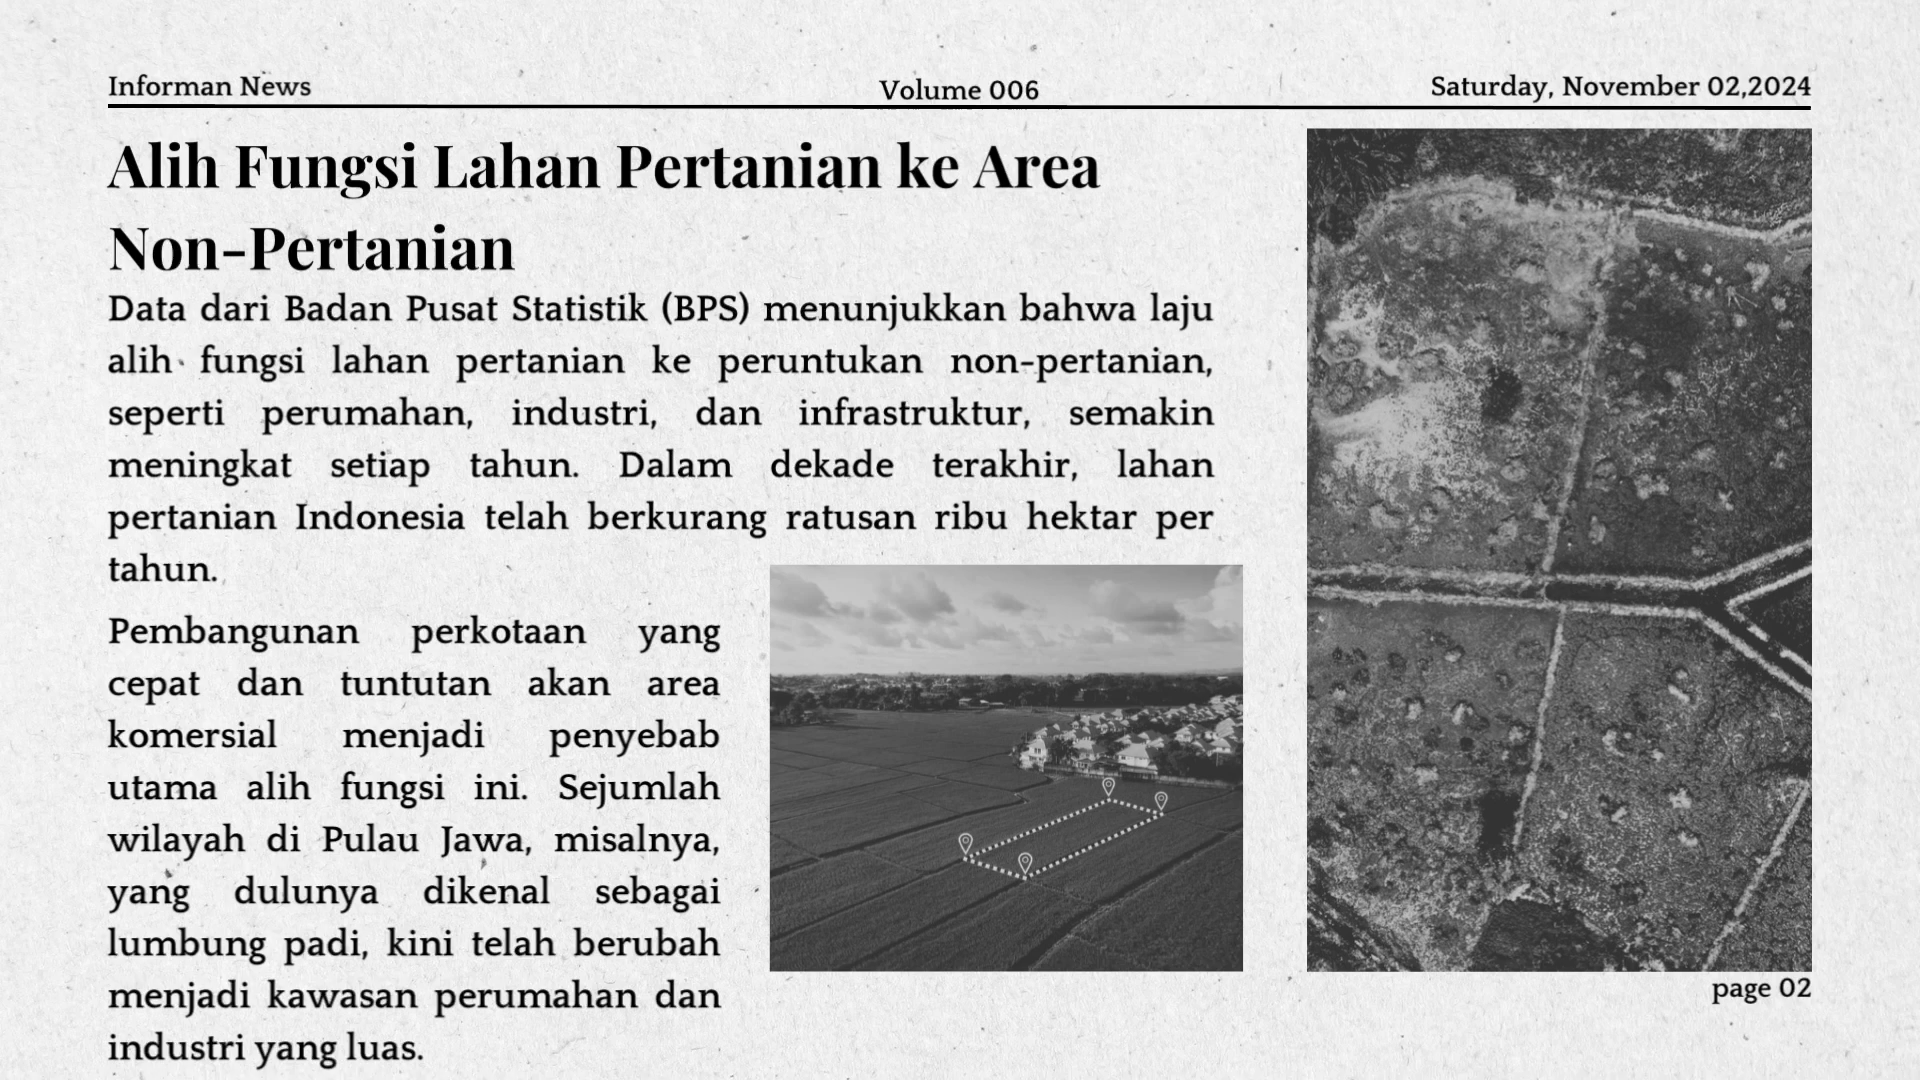 Informan News
Volume 006
Saturday, November 02,2024
Alih Fungsi Lahan Pertanian ke Area
Non-Pertanian
Data dari Badan Pusat Statistik (BPS) menunjukkan bahwa laju
alih fungsi lahan pertanian ke peruntukan non-pertanian,
seperti perumahan, industri, dan infrastruktur, semakin
meningkat setiap tahun. Dalam dekade terakhir, lahan
pertanian Indonesia telah berkurang ratusan ribu hektar per
tahun.
Pembangunan perkotaan yang
cepat dan tuntutan akan area
komersial menjadi penyebab
utama alih fungsi ini. Sejumlah
wilayah di Pulau Jawa, misalnya,
yang dulunya dikenal sebagai
lumbung padi, kini telah berubah
menjadi kawasan perumahan dan
industri yang luas.
page 02